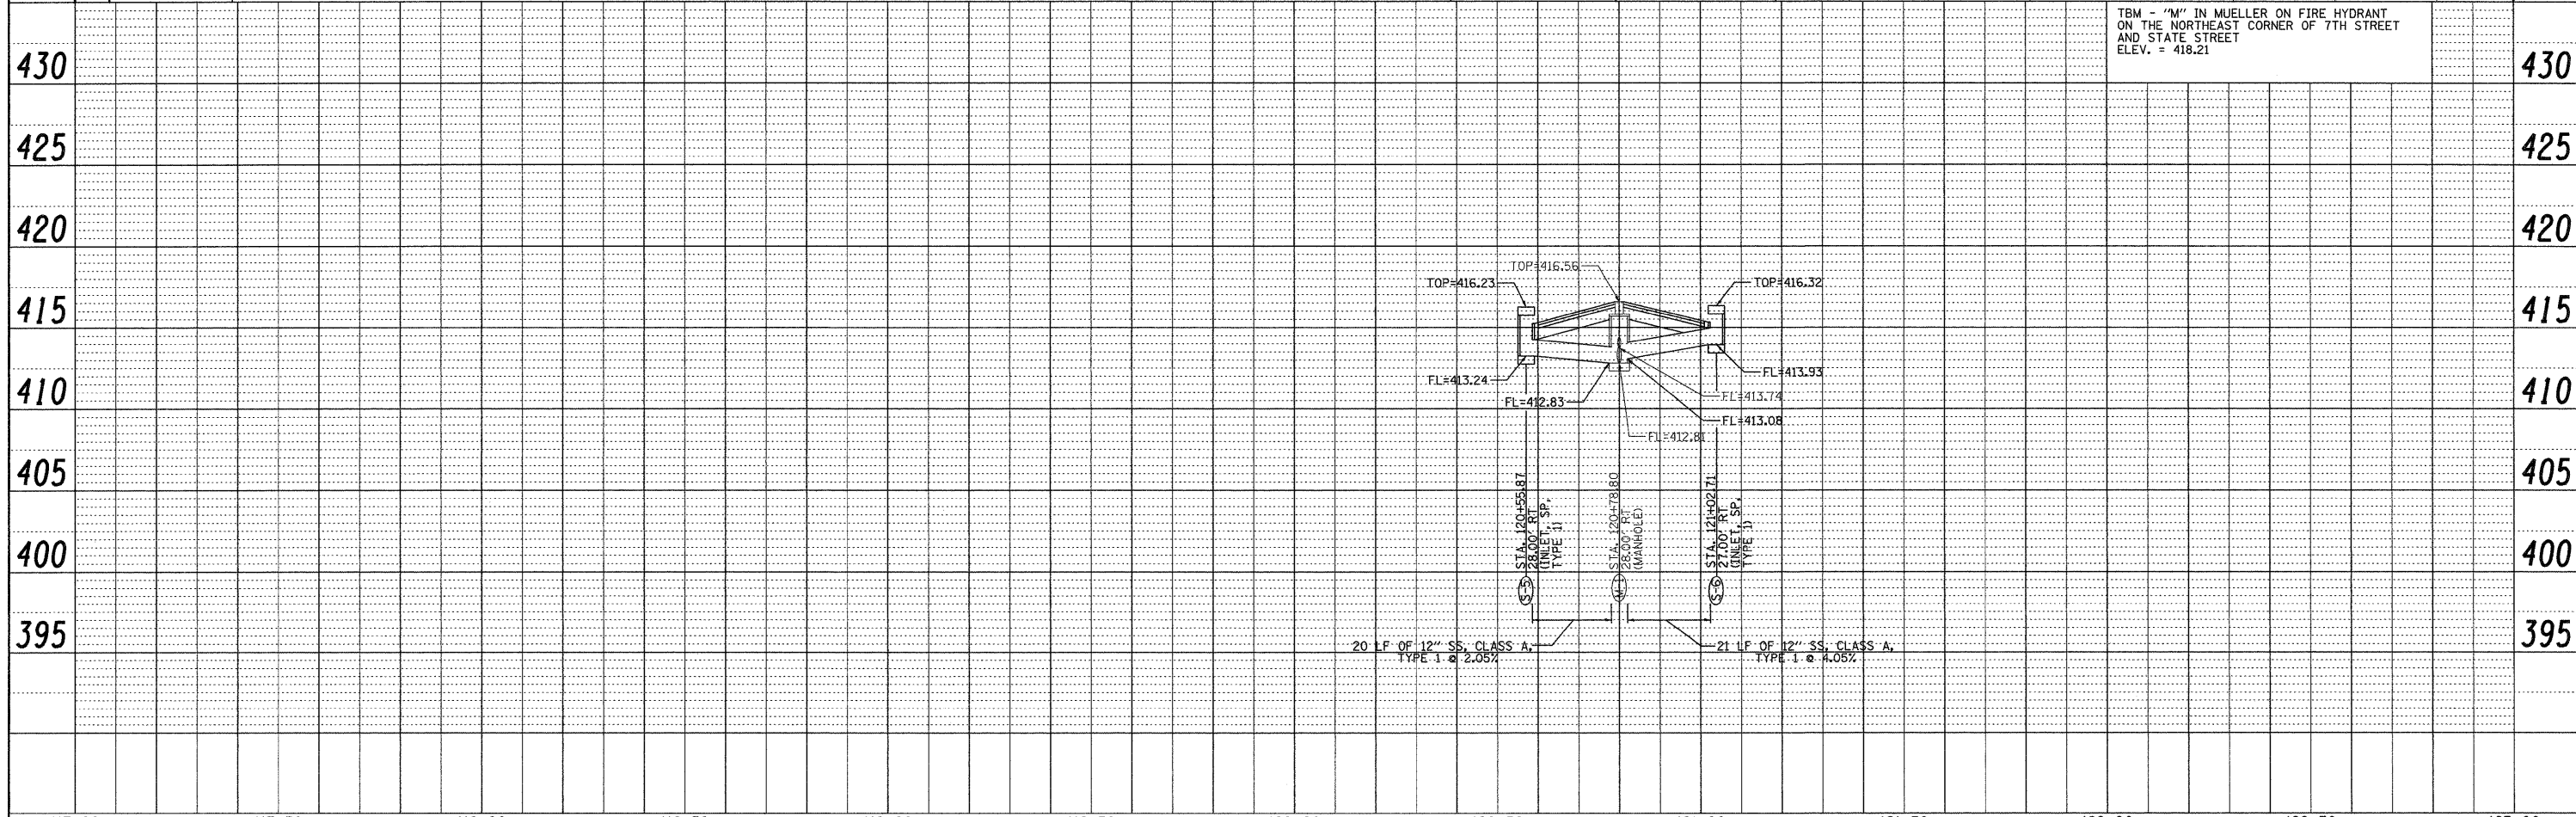 TBM - "M" IN MUELLER ON FIRE HYDRANT
ON THE NORTHEAST CORNER OF 7TH STREET
AND STATE STREET
ELEV. = 418.21
430
430
425
425
420
420
415
415
410
410
405
405
400
400
395
395
TOP=416.56
TOP=416.23
TOP=416.32
FL=413.24
FL=413.93
FL=412.83
FL=413.74
FL=413.08
FL=412.81
STA. 120+55.87
28.00' RT
(INLET, SP,
TYPE 1)
S-5
STA. 120+78.80
28.00' RT
(MANHOLE)
M-1
STA. 121+02.71
27.00' RT
(INLET, SP,
TYPE 1)
S-6
20 LF OF 12" SS, CLASS A,
TYPE 1 @ 2.05%
21 LF OF 12" SS, CLASS A,
TYPE 1 @ 4.05%